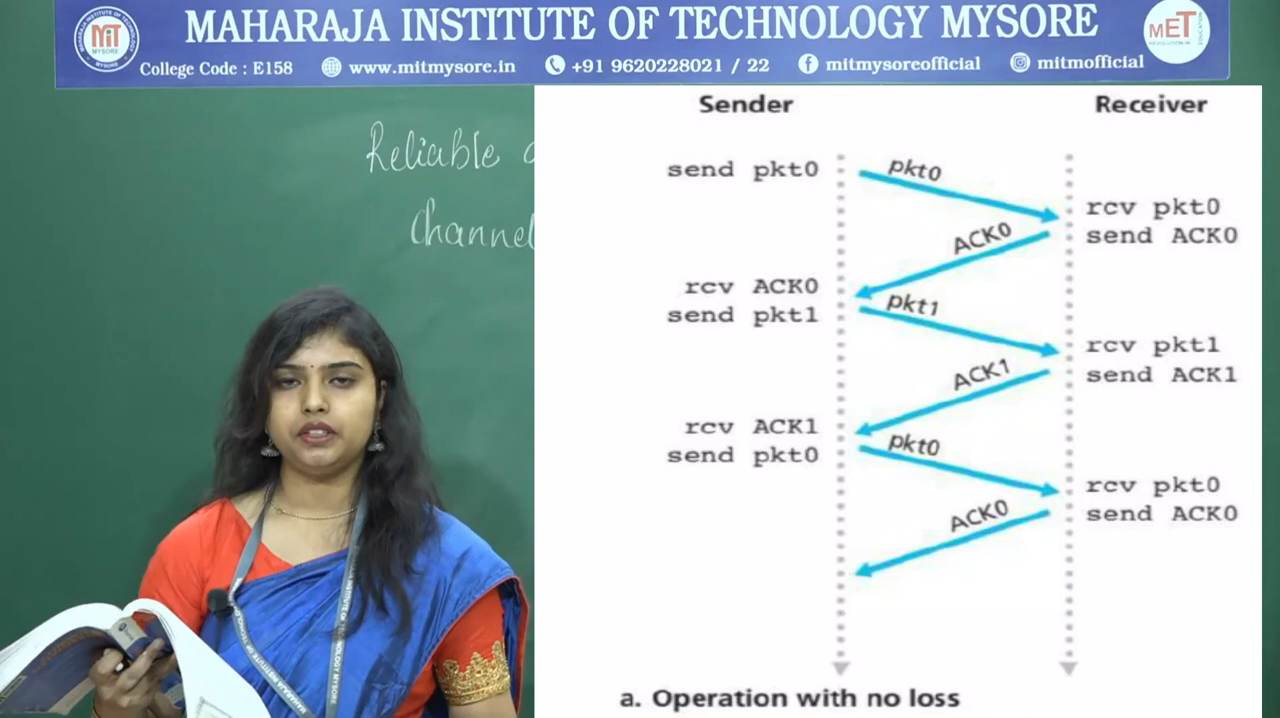 MAHARAJA INSTITUTE OF TECHNOLOGY MYSORE
MIT
MYSORE
MET
College Code : E158 www.mitmysore.in +91 9620228021 / 22 mitmysoreofficial mitmofficial
Reliable
Channel
Sender Receiver
send pkt0
pkt0
rcv pkt0
send ACK0
ACK0
rcv ACK0
send pkt1
pkt1
rcv pkt1
send ACK1
ACK1
rcv ACK1
send pkt0
pkt0
rcv pkt0
send ACK0
ACK0
a. Operation with no loss